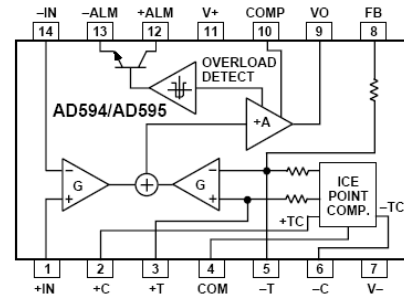 –IN –ALM +ALM V+ COMP VO FB
14 13 12 11 10 9 8
OVERLOAD
DETECT
AD594/AD595
+A
– –
G G
+ +
ICE
POINT
COMP.
+TC –TC
1 2 3 4 5 6 7
+IN +C +T COM –T –C V–